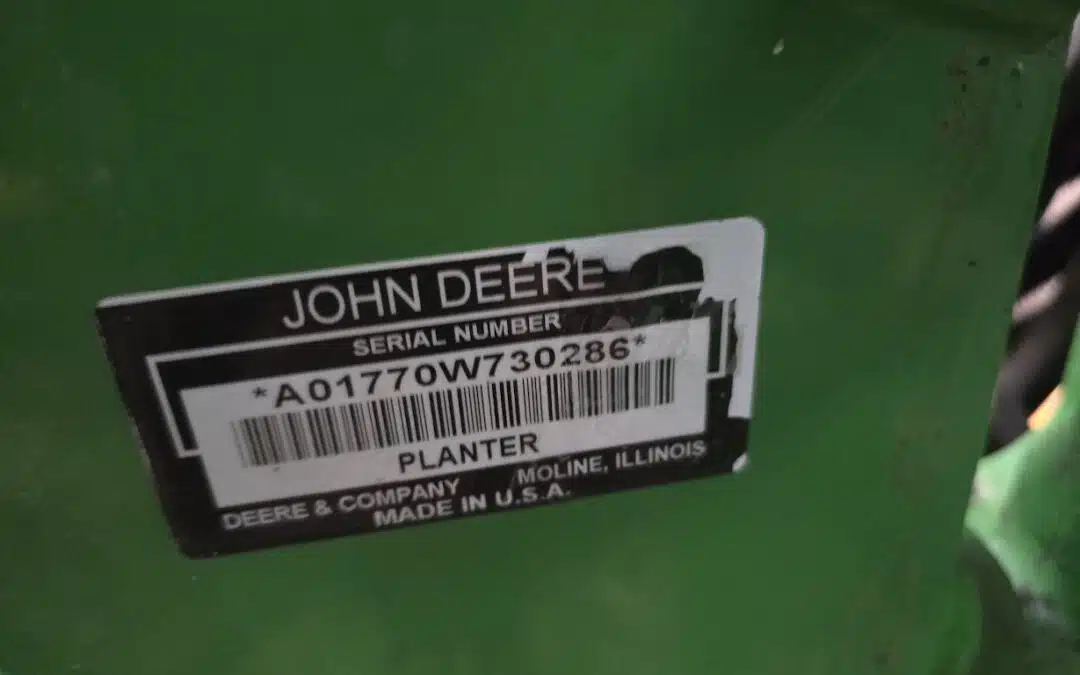 JOHN DEERE
SERIAL NUMBER
*A01770W730286*
PLANTER
DEERE & COMPANY MOLINE, ILLINOIS
MADE IN U.S.A.